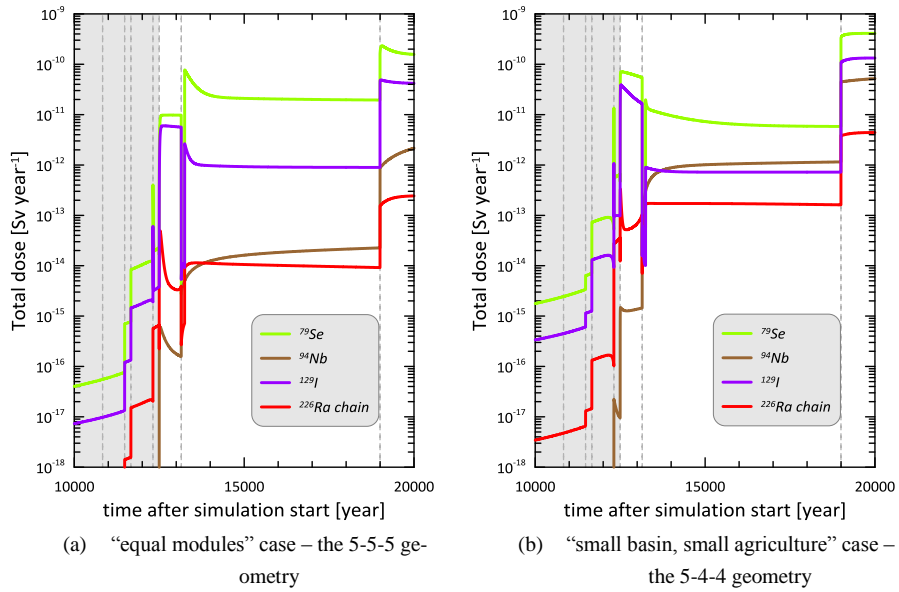 10⁻⁹
10⁻¹⁰
10⁻¹¹
10⁻¹²
10⁻¹³
10⁻¹⁴
10⁻¹⁵
10⁻¹⁶
10⁻¹⁷
10⁻¹⁸
Total dose [Sv year⁻¹]
⁷⁹Se
⁹⁴Nb
¹²⁹I
²²⁶Ra chain
10000 15000 20000
time after simulation start [year]
(a) “equal modules” case – the 5-5-5 ge-
ometry
10⁻⁹
10⁻¹⁰
10⁻¹¹
10⁻¹²
10⁻¹³
10⁻¹⁴
10⁻¹⁵
10⁻¹⁶
10⁻¹⁷
10⁻¹⁸
Total dose [Sv year⁻¹]
⁷⁹Se
⁹⁴Nb
¹²⁹I
²²⁶Ra chain
10000 15000 20000
time after simulation start [year]
(b) “small basin, small agriculture” case –
the 5-4-4 geometry